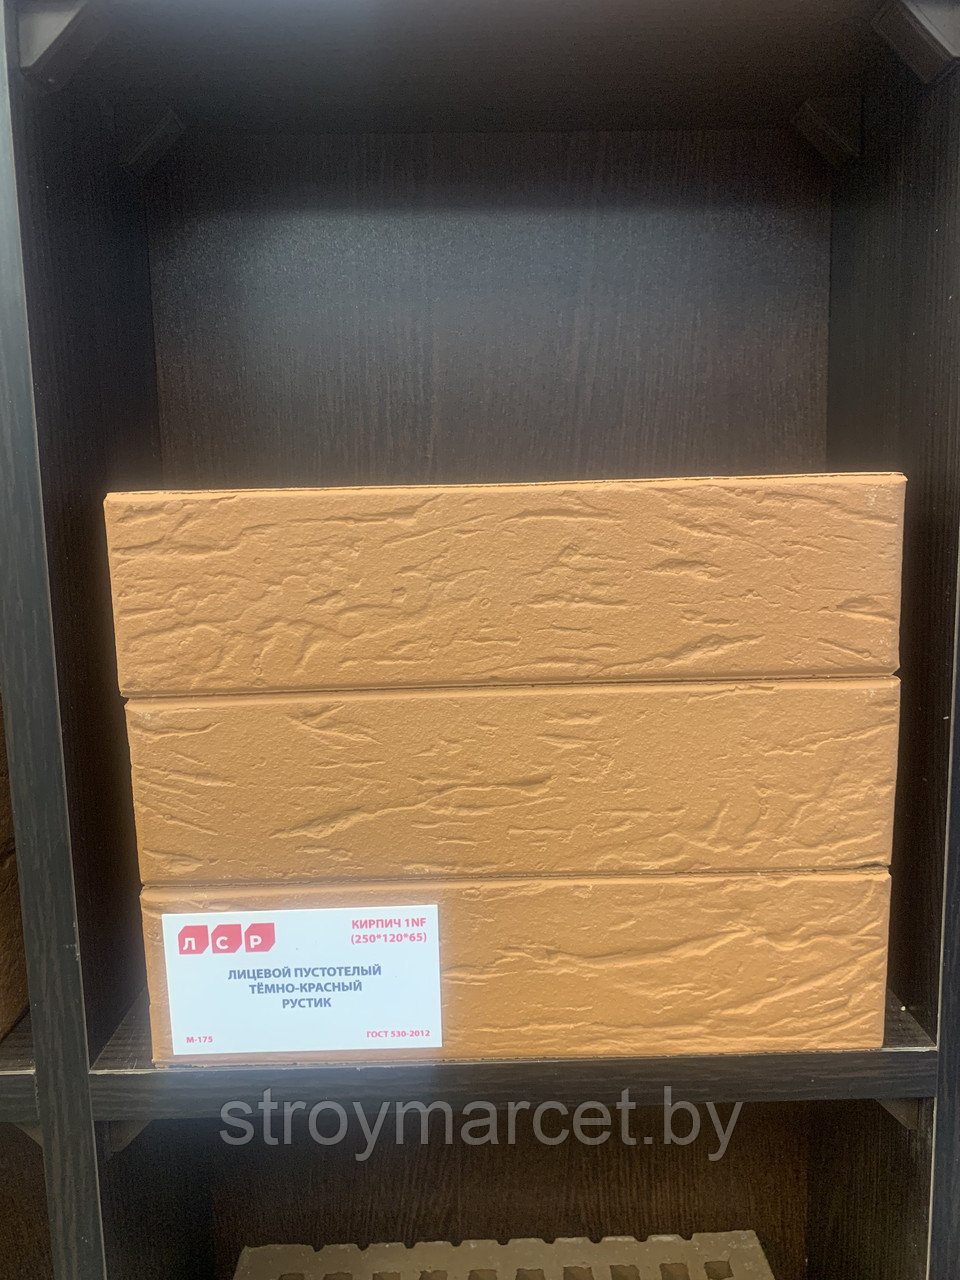 ЛСР
КИРПИЧ 1NF
(250*120*65)
ЛИЦЕВОЙ ПУСТОТЕЛЫЙ
ТЁМНО-КРАСНЫЙ
РУСТИК
М-175
ГОСТ 530-2012
stroymarcet.by